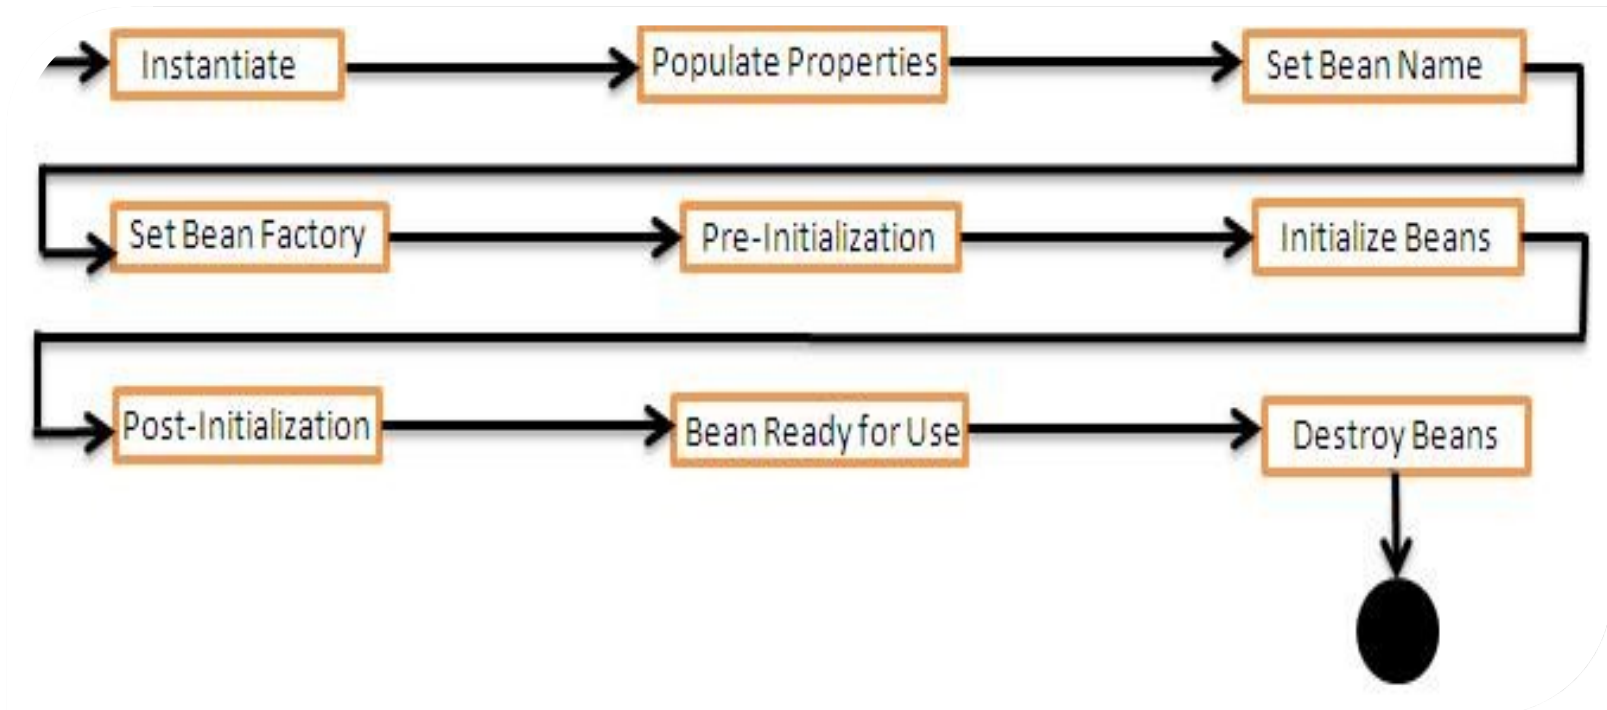 Instantiate
Populate Properties
Set Bean Name
Set Bean Factory
Pre-Initialization
Initialize Beans
Post-Initialization
Bean Ready for Use
Destroy Beans